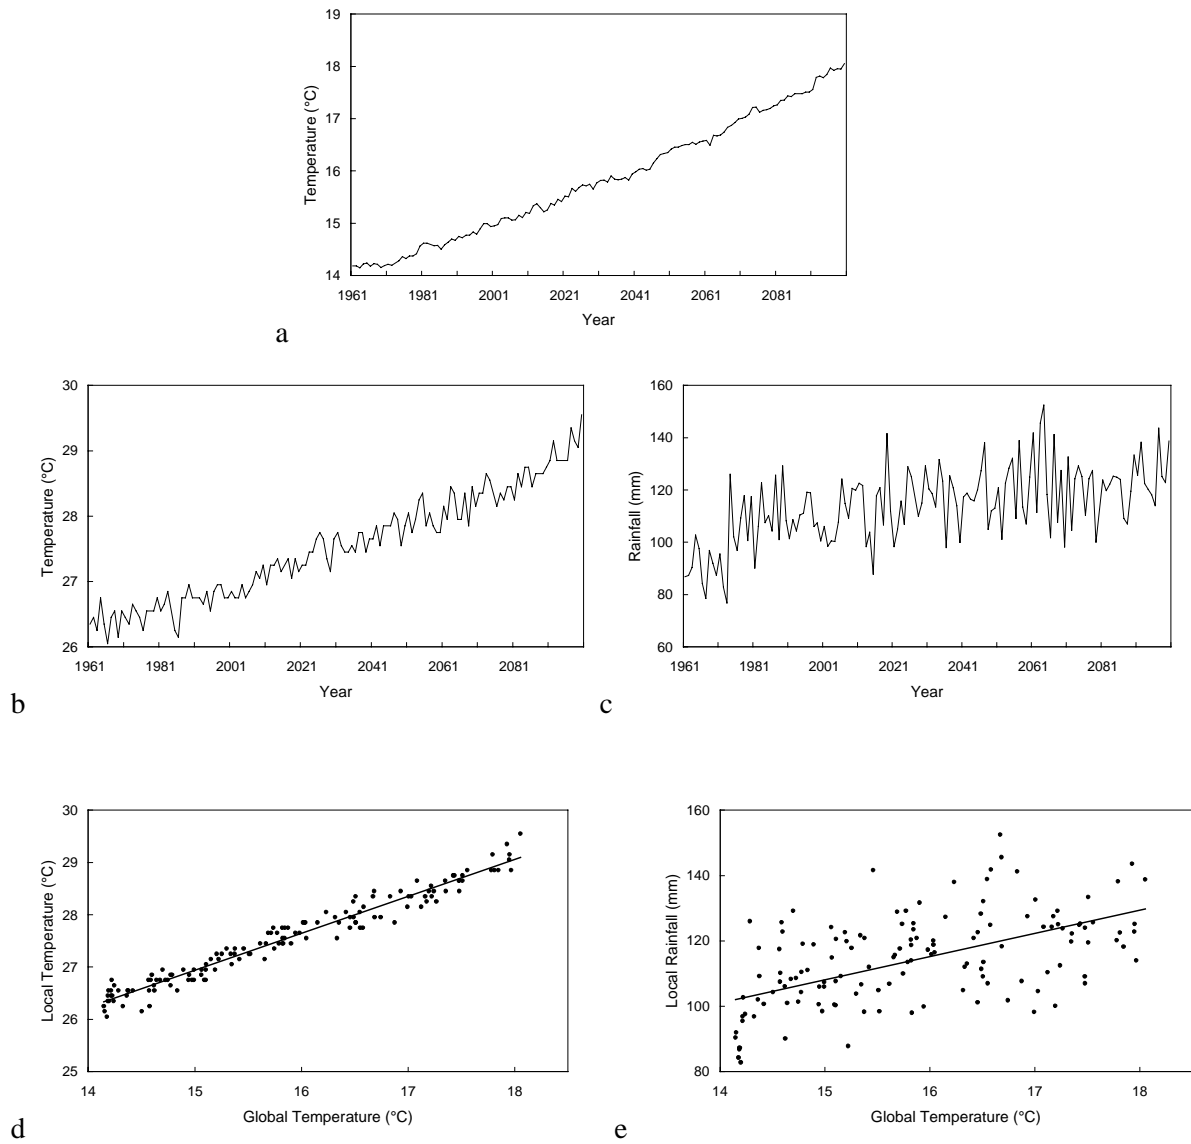 19
18
17
16
15
14
Temperature (°C)
1961 1981 2001 2021 2041 2061 2081
Year
a
30
29
28
27
26
Temperature (°C)
1961 1981 2001 2021 2041 2061 2081
Year
b
160
140
120
100
80
60
Rainfall (mm)
1961 1981 2001 2021 2041 2061 2081
Year
c
30
29
28
27
26
25
Local Temperature (°C)
14 15 16 17 18
Global Temperature (°C)
d
160
140
120
100
80
Local Rainfall (mm)
14 15 16 17 18
Global Temperature (°C)
e